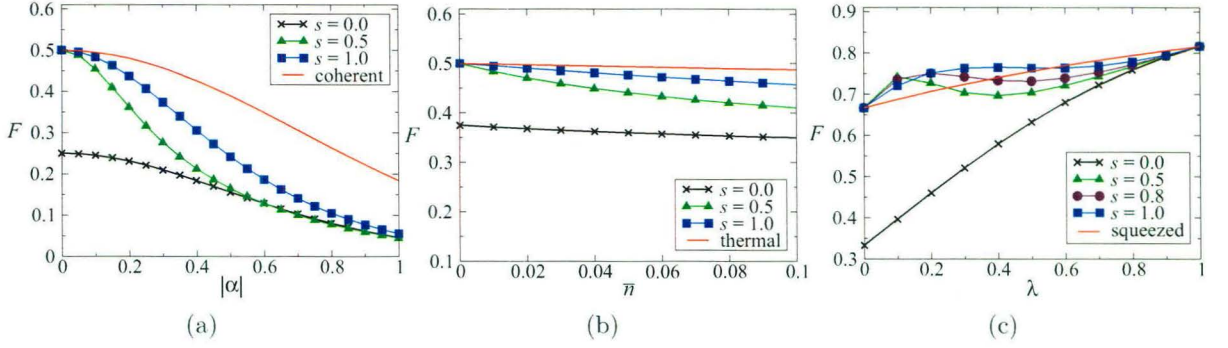 s = 0.0
s = 0.5
s = 1.0
coherent
0.6
0.5
0.4
0.3
0.2
0.1
0
F
0
0.2
0.4
0.6
0.8
1
|α|
(a)
0.6
0.5
0.4
0.3
0.2
0.1
F
s = 0.0
s = 0.5
s = 1.0
thermal
0
0.02
0.04
0.06
0.08
0.1
n̅
(b)
0.9
0.8
0.7
0.6
0.5
0.4
0.3
F
s = 0.0
s = 0.5
s = 0.8
s = 1.0
squeezed
0
0.2
0.4
0.6
0.8
1
λ
(c)